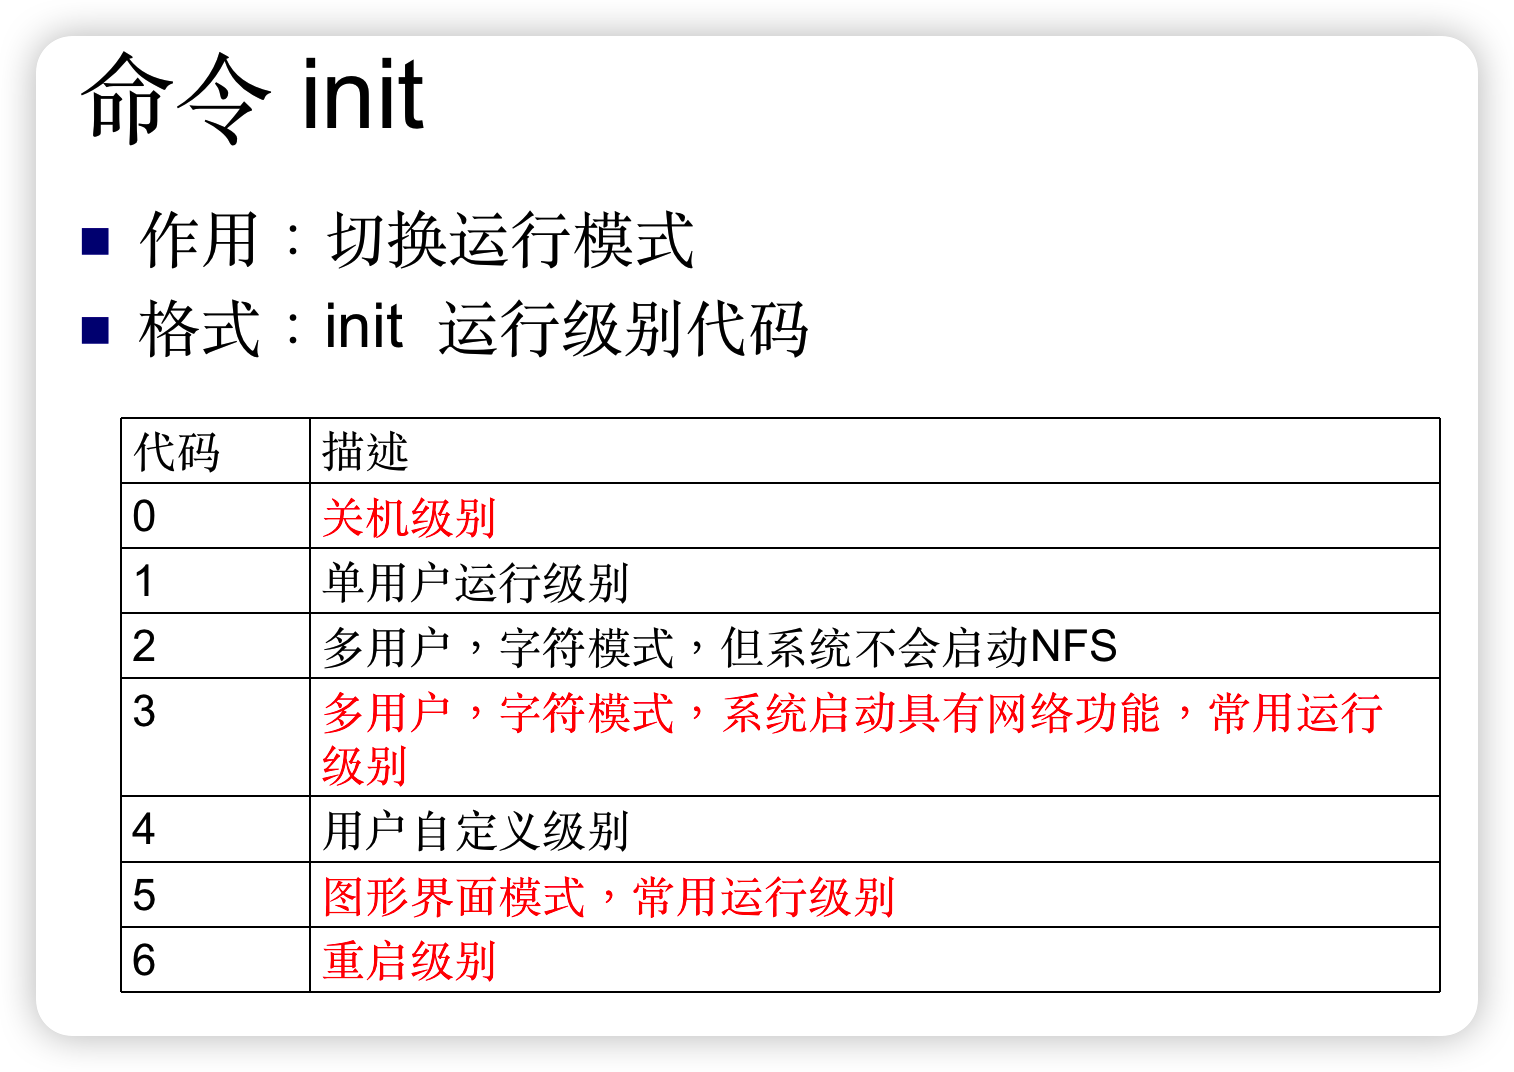 命令 init
作用：切换运行模式
格式：init 运行级别代码
代码 描述
0 关机级别
1 单用户运行级别
2 多用户，字符模式，但系统不会启动NFS
3 多用户，字符模式，系统启动具有网络功能，常用运行
级别
4 用户自定义级别
5 图形界面模式，常用运行级别
6 重启级别